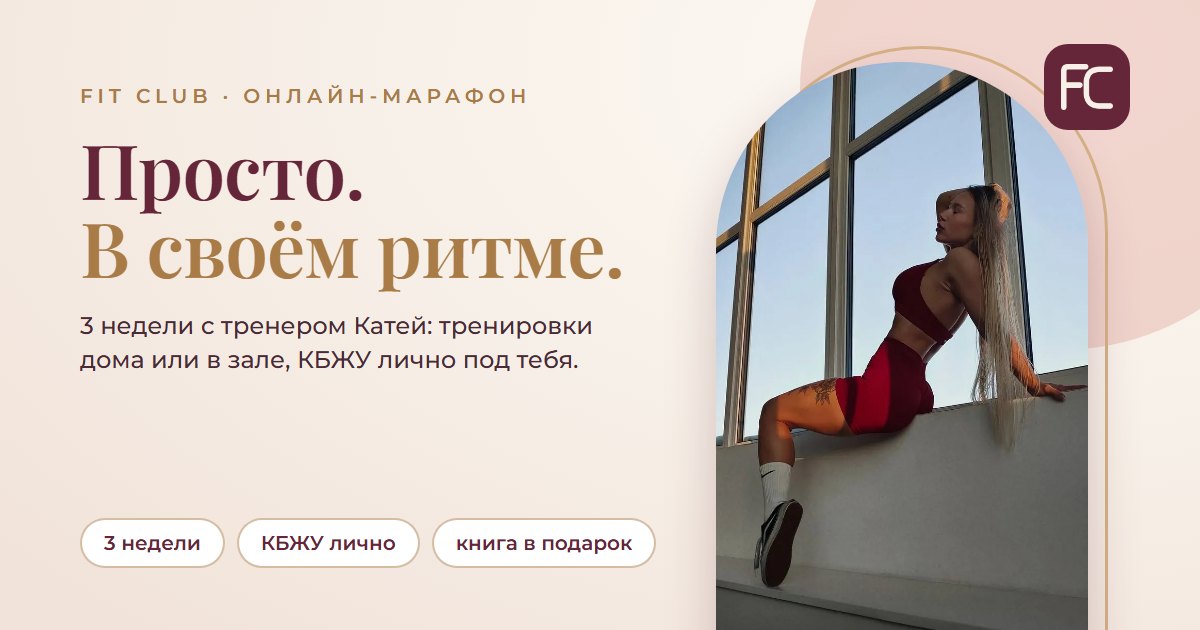 FIT CLUB · ОНЛАЙН-МАРАФОН
FC
Просто.
В своём ритме.
3 недели с тренером Катей: тренировки
дома или в зале, КБЖУ лично под тебя.
3 недели
КБЖУ лично
книга в подарок